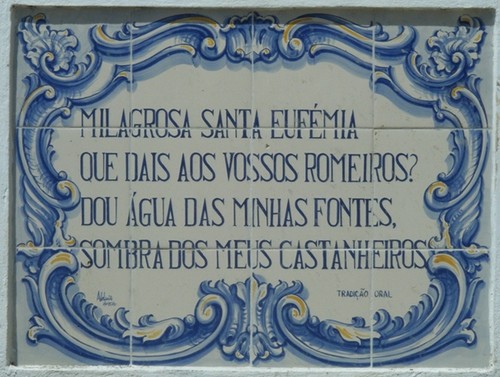 MILAGROSA SANTA EUFÉMIA
QUE DAIS AOS VOSSOS ROMEIROS?
DOU ÁGUA DAS MINHAS FONTES,
SOMBRA DOS MEUS CASTANHEIROS
TRADIÇÃO ORAL